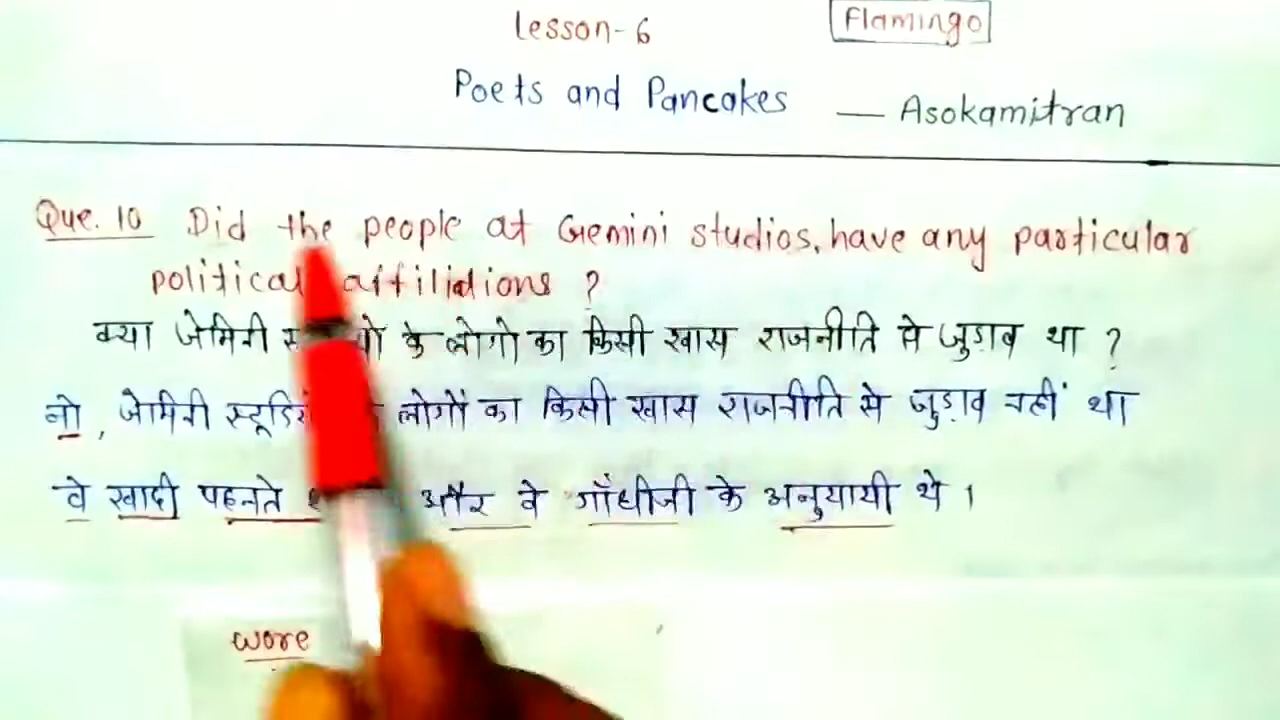 Lesson-6
Flamingo
Poets and Pancakes — Asokamitran
Que. 10 Did the people at Gemini studios, have any particular
political affiliations ?
क्या जेमिनी के लोगो का किसी खास राजनीति से जुड़ाव था ?
नो, जेमिनी लोगों का किसी खास राजनीति से जुड़ाव नहीं था
वे खादी पहनते और वे गाँधीजी के अनुयायी थे ।
wore